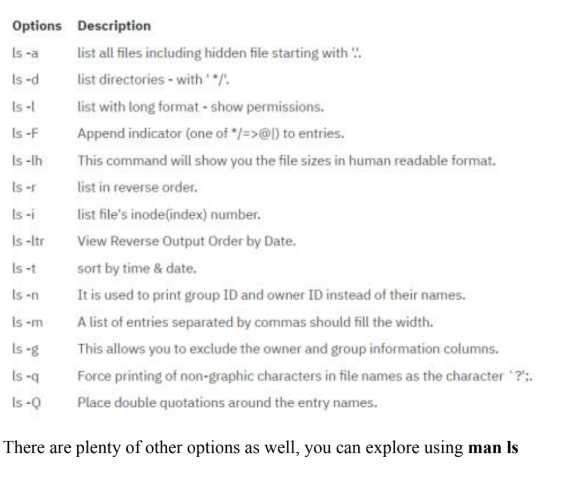 Options Description
ls -a list all files including hidden file starting with '.'.
ls -d list directories - with ' */'.
ls -l list with long format - show permissions.
ls -F Append indicator (one of */=>@|) to entries.
ls -lh This command will show you the file sizes in human readable format.
ls -r list in reverse order.
ls -i list file's inode(index) number.
ls -ltr View Reverse Output Order by Date.
ls -t sort by time & date.
ls -n It is used to print group ID and owner ID instead of their names.
ls -m A list of entries separated by commas should fill the width.
ls -g This allows you to exclude the owner and group information columns.
ls -q Force printing of non-graphic characters in file names as the character `?';.
ls -Q Place double quotations around the entry names.
There are plenty of other options as well, you can explore using man ls